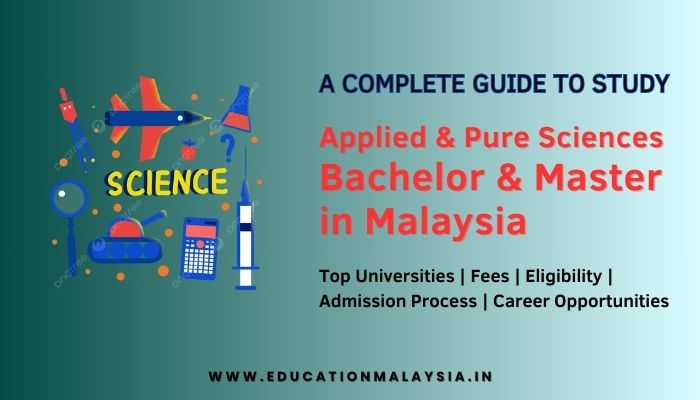 A COMPLETE GUIDE TO STUDY
Applied & Pure Sciences
Bachelor & Master
in Malaysia
SCIENCE
?
Top Universities | Fees | Eligibility |
Admission Process | Career Opportunities
WWW.EDUCATIONMALAYSIA.IN